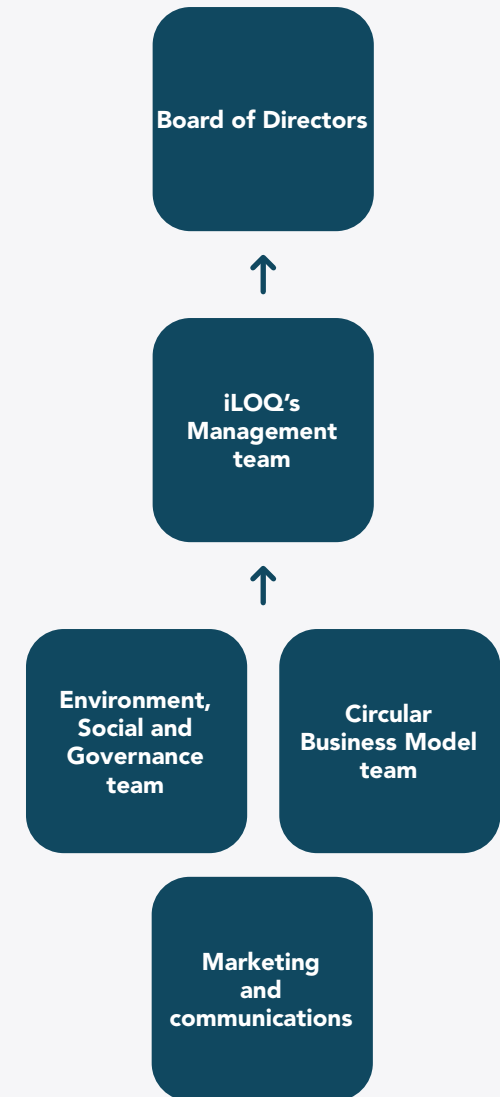 Board of Directors
iLOQ’s
Management
team
Environment,
Social and
Governance
team
Circular
Business Model
team
Marketing
and
communications